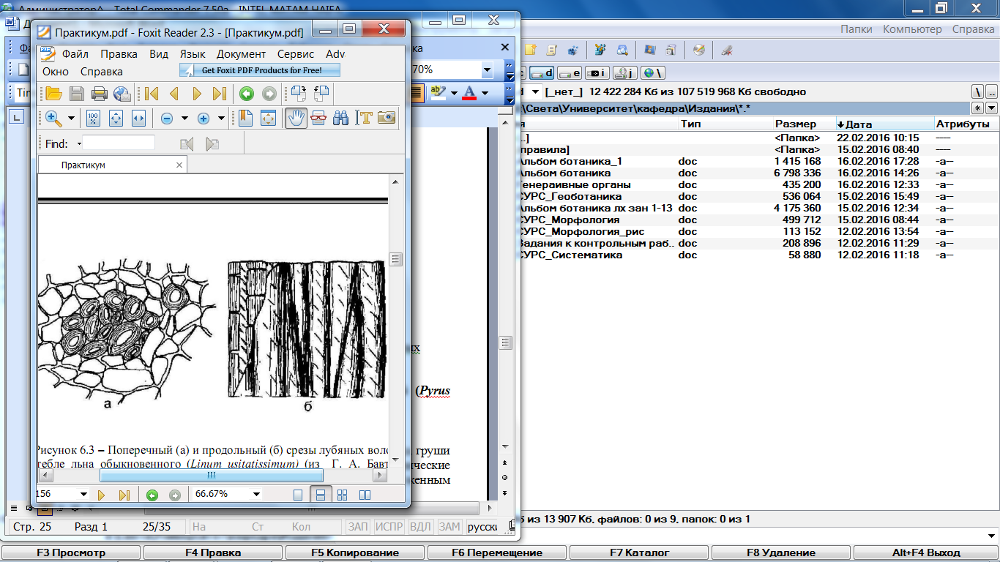 Администратор^ - Total Commander 7.50a - INTEL MATAM HAIFA
Практикум.pdf - Foxit Reader 2.3 - [Практикум.pdf]
Файл Правка Вид Язык Документ Сервис Adv
Окно Справка Get Foxit PDF Products for Free!
Find:
Практикум
а
б
Рисунок 6.3 – Поперечный (а) и продольный (б) срезы лубяных воло
тебле льна обыкновенного (Linum usitatissimum) (из Г. А. Бавт
156 66.67%
ка
70%
Tim
их
(Pyrus
груши
ические
женным
Стр. 25 Разд 1 25/35 На Ст Кол ЗАП ИСПР ВДЛ ЗАМ русски
Папки Компьютер Справка
c d e i j \
d [_нет_] 12 422 284 Кб из 107 519 968 Кб свободно \ ..
\Света\Университет\кафедра\Издания\*.* *
я Тип Размер Дата Атрибуты
..] <Папка> 22.02.2016 10:15 ----
правила] <Папка> 15.02.2016 08:40 ----
Альбом ботаника_1 doc 1 415 168 16.02.2016 17:28 -a--
Альбом ботаника doc 6 798 336 16.02.2016 14:26 -a--
Генераивные органы doc 435 200 16.02.2016 12:33 -a--
СУРС_Геоботаника doc 536 064 15.02.2016 15:49 -a--
Альбом ботаника лх зан 1-13 doc 4 175 360 15.02.2016 12:34 -a--
СУРС_Морфология doc 499 712 15.02.2016 08:44 -a--
СУРС_Морфология_рис doc 113 152 12.02.2016 13:54 -a--
Задания к контрольным раб.. doc 208 896 12.02.2016 11:29 -a--
СУРС_Систематика doc 58 880 12.02.2016 11:18 -a--
б из 13 907 Кб, файлов: 0 из 9, папок: 0 из 1
F3 Просмотр F4 Правка F5 Копирование F6 Перемещение F7 Каталог F8 Удаление Alt+F4 Выход